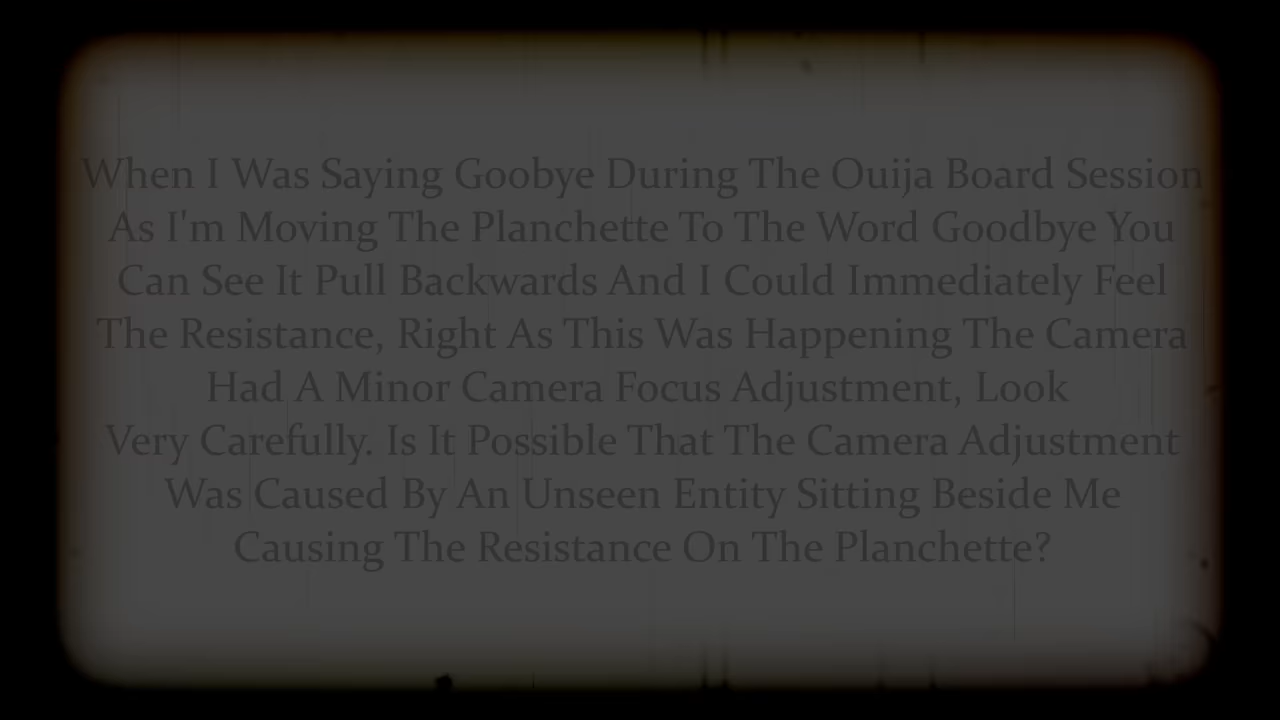 When I Was Saying Goobye During The Ouija Board Session
As I'm Moving The Planchette To The Word Goodbye You
Can See It Pull Backwards And I Could Immediately Feel
The Resistance, Right As This Was Happening The Camera
Had A Minor Camera Focus Adjustment, Look
Very Carefully. Is It Possible That The Camera Adjustment
Was Caused By An Unseen Entity Sitting Beside Me
Causing The Resistance On The Planchette?